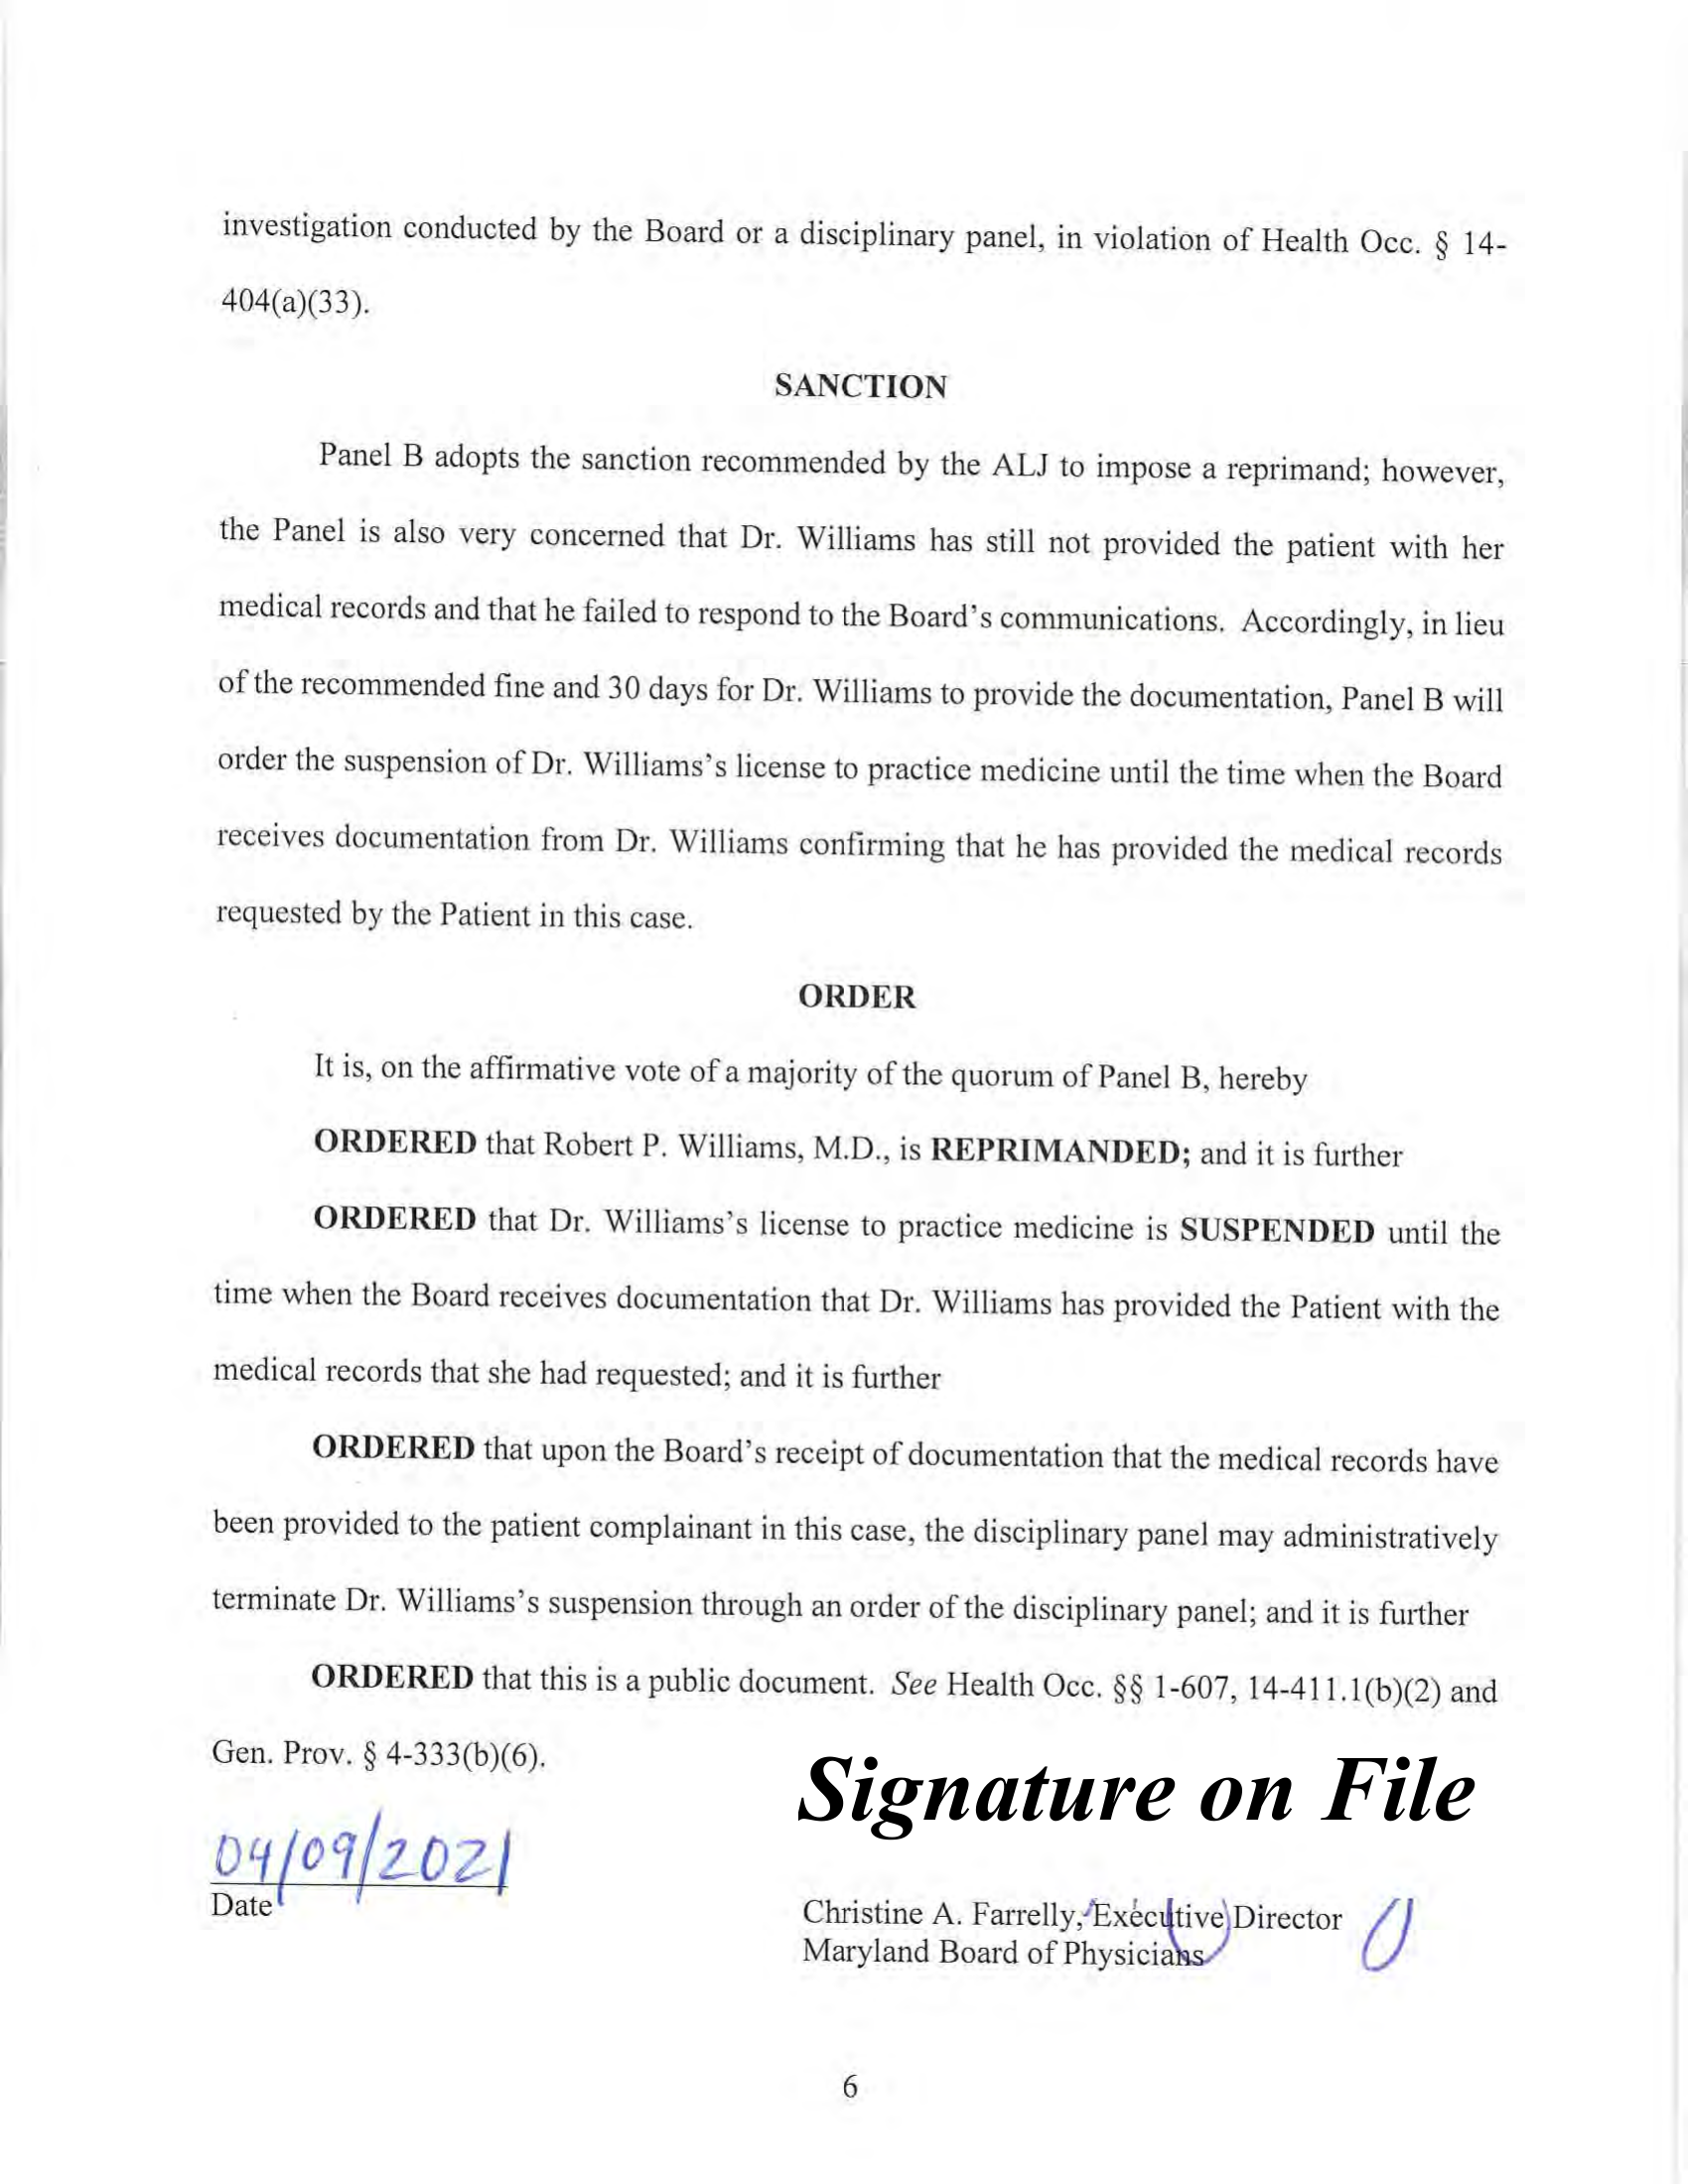 investigation conducted by the Board or a disciplinary panel, in violation of Health Occ. § 14-
404(a)(33).
SANCTION
Panel B adopts the sanction recommended by the ALJ to impose a reprimand; however,
the Panel is also very concerned that Dr. Williams has still not provided the patient with her
medical records and that he failed to respond to the Board's communications. Accordingly, in lieu
of the recommended fine and 30 days for Dr. Williams to provide the documentation, Panel B will
order the suspension of Dr. Williams's license to practice medicine until the time when the Board
receives documentation from Dr. Williams confirming that he has provided the medical records
requested by the Patient in this case.
ORDER
It is, on the affirmative vote of a majority of the quorum of Panel B, hereby
ORDERED that Robert P. Williams, M.D., is REPRIMANDED; and it is further
ORDERED that Dr. Williams's license to practice medicine is SUSPENDED until the
time when the Board receives documentation that Dr. Williams has provided the Patient with the
medical records that she had requested; and it is further
ORDERED that upon the Board's receipt of documentation that the medical records have
been provided to the patient complainant in this case, the disciplinary panel may administratively
terminate Dr. Williams's suspension through an order of the disciplinary panel; and it is further
ORDERED that this is a public document. See Health Occ. §§ 1-607, 14-411.1(b)(2) and
Gen. Prov. § 4-333(b)(6).
Signature on File
04/09/2021
Date
Christine A. Farrelly, Executive Director
Maryland Board of Physicians
6